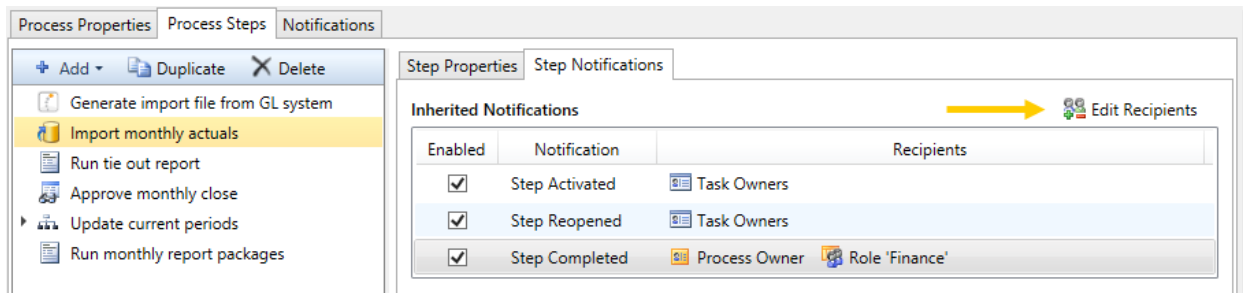 Process Properties Process Steps Notifications
Add Duplicate Delete
Generate import file from GL system
Import monthly actuals
Run tie out report
Approve monthly close
Update current periods
Run monthly report packages
Step Properties Step Notifications
Inherited Notifications Edit Recipients
Enabled Notification Recipients
Step Activated Task Owners
Step Reopened Task Owners
Step Completed Process Owner Role 'Finance'